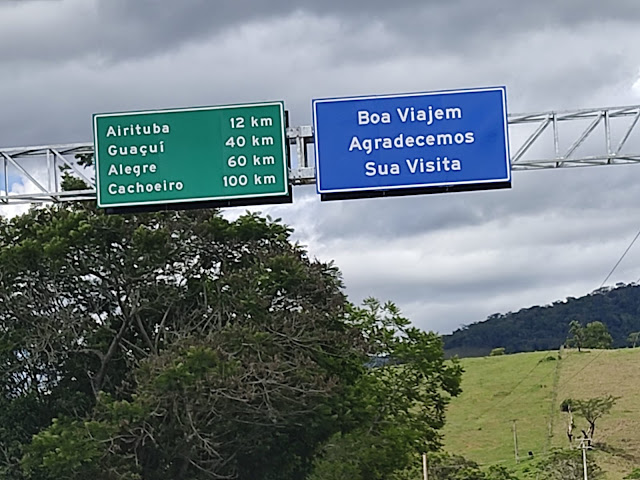 Airituba 12 km
Guaçuí 40 km
Alegre 60 km
Cachoeiro 100 km
Boa Viajem
Agradecemos
Sua Visita